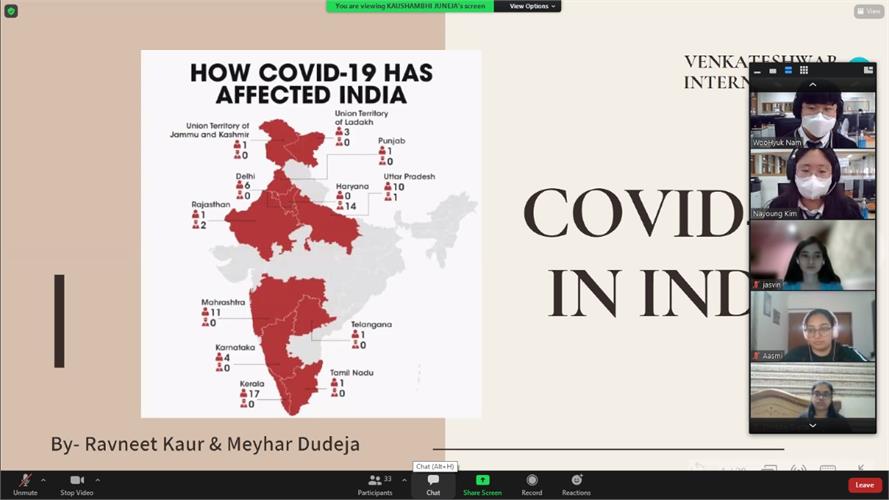 You are viewing KAUSHAMBHI JUNEJA's screen
View Options
View
HOW COVID-19 HAS
AFFECTED INDIA
Union Territory of
Jammu and Kashmir
1
0
Union Territory
of Ladakh
3
0
Punjab
1
0
Delhi
6
0
Haryana
0
14
Uttar Pradesh
10
1
Rajasthan
1
2
Mahrashtra
11
0
Telangana
1
0
Karnataka
4
0
Tamil Nadu
1
0
Kerala
17
0
VENKATESHWAR
INTERN
COVID-
IN IND
By- Ravneet Kaur & Meyhar Dudeja
WooHyuk Nam
Nayoung Kim
jasvin
Aasmi
Chat (Alt+H)
Unmute
Stop Video
Participants
33
Chat
Share Screen
Record
Reactions
Leave